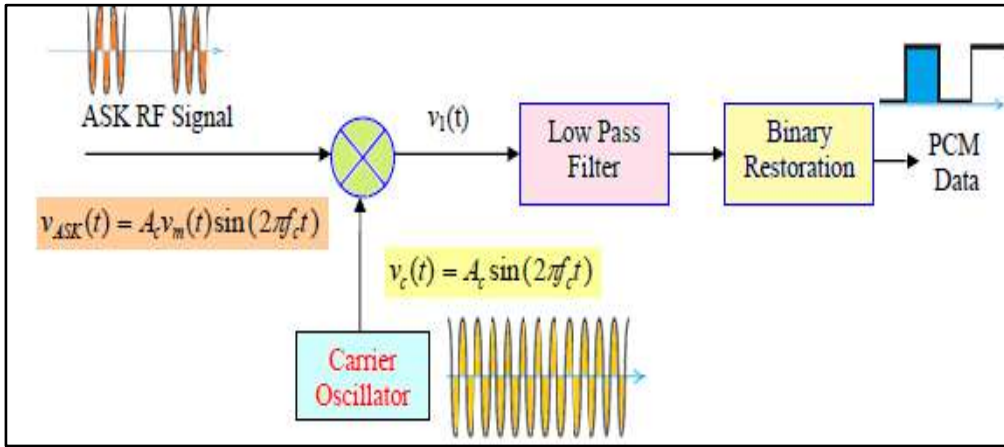 ASK RF Signal
v₁(t)
Low Pass
Filter
Binary
Restoration
PCM
Data
v_ASK(t) = A_c v_m(t) sin(2πf_c t)
v_c(t) = A_c sin(2πf_c t)
Carrier
Oscillator